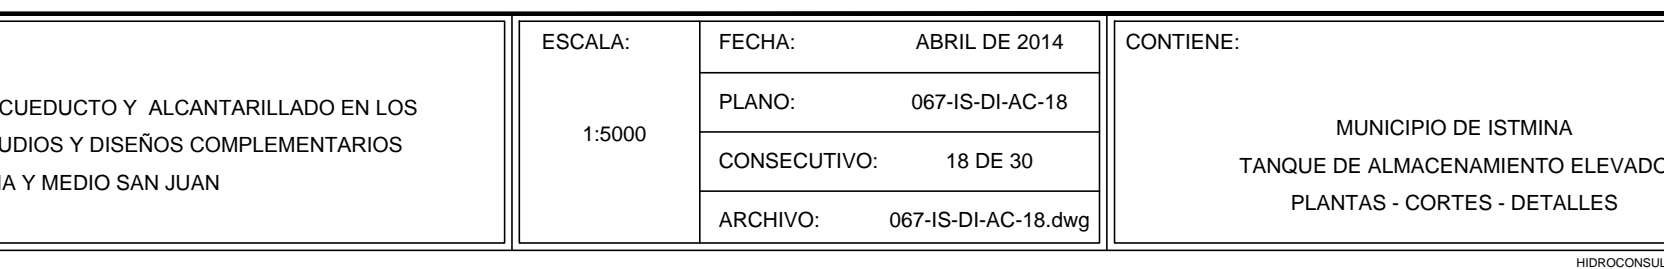 CUEDUCTO Y ALCANTARILLADO EN LOS
UDIOS Y DISEÑOS COMPLEMENTARIOS
A Y MEDIO SAN JUAN
ESCALA:
1:5000
FECHA: ABRIL DE 2014
PLANO: 067-IS-DI-AC-18
CONSECUTIVO: 18 DE 30
ARCHIVO: 067-IS-DI-AC-18.dwg
CONTIENE:
MUNICIPIO DE ISTMINA
TANQUE DE ALMACENAMIENTO ELEVADO
PLANTAS - CORTES - DETALLES
HIDROCONSUL